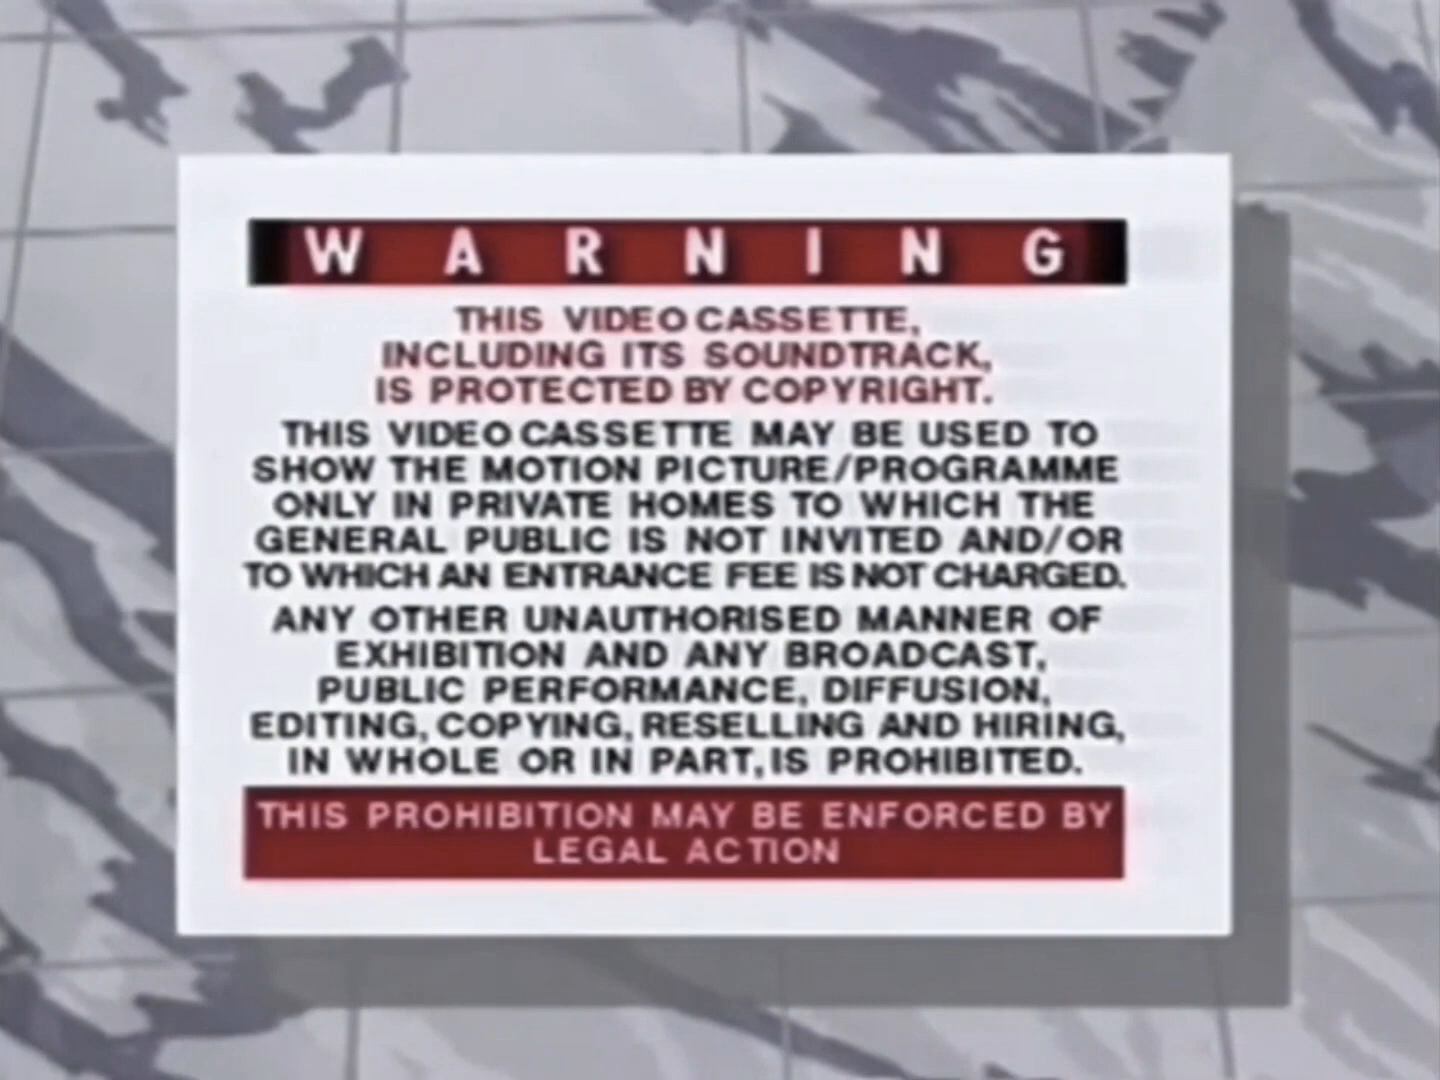 WARNING
THIS VIDEO CASSETTE,
INCLUDING ITS SOUNDTRACK,
IS PROTECTED BY COPYRIGHT.
THIS VIDEO CASSETTE MAY BE USED TO
SHOW THE MOTION PICTURE/PROGRAMME
ONLY IN PRIVATE HOMES TO WHICH THE
GENERAL PUBLIC IS NOT INVITED AND/OR
TO WHICH AN ENTRANCE FEE IS NOT CHARGED.
ANY OTHER UNAUTHORISED MANNER OF
EXHIBITION AND ANY BROADCAST,
PUBLIC PERFORMANCE, DIFFUSION,
EDITING, COPYING, RESELLING AND HIRING,
IN WHOLE OR IN PART, IS PROHIBITED.
THIS PROHIBITION MAY BE ENFORCED BY
LEGAL ACTION